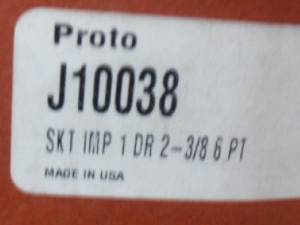 Proto
J10038
SKT IMP 1 DR 2-3/8 6 PT
MADE IN USA